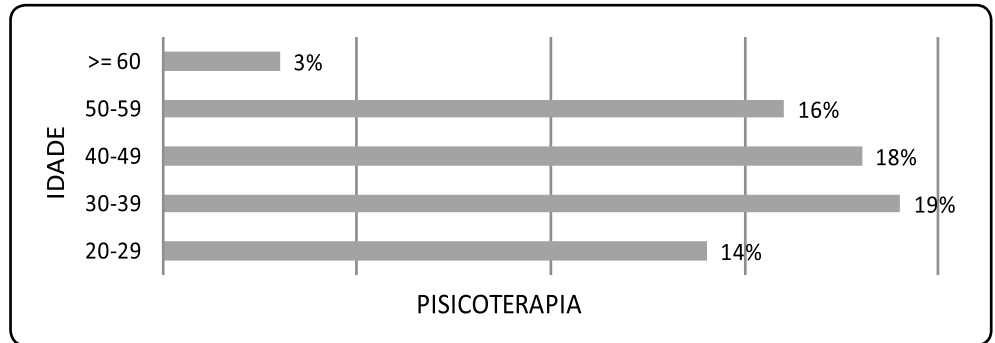 IDADE
>= 60 3%
50-59 16%
40-49 18%
30-39 19%
20-29 14%
PISICOTERAPIA